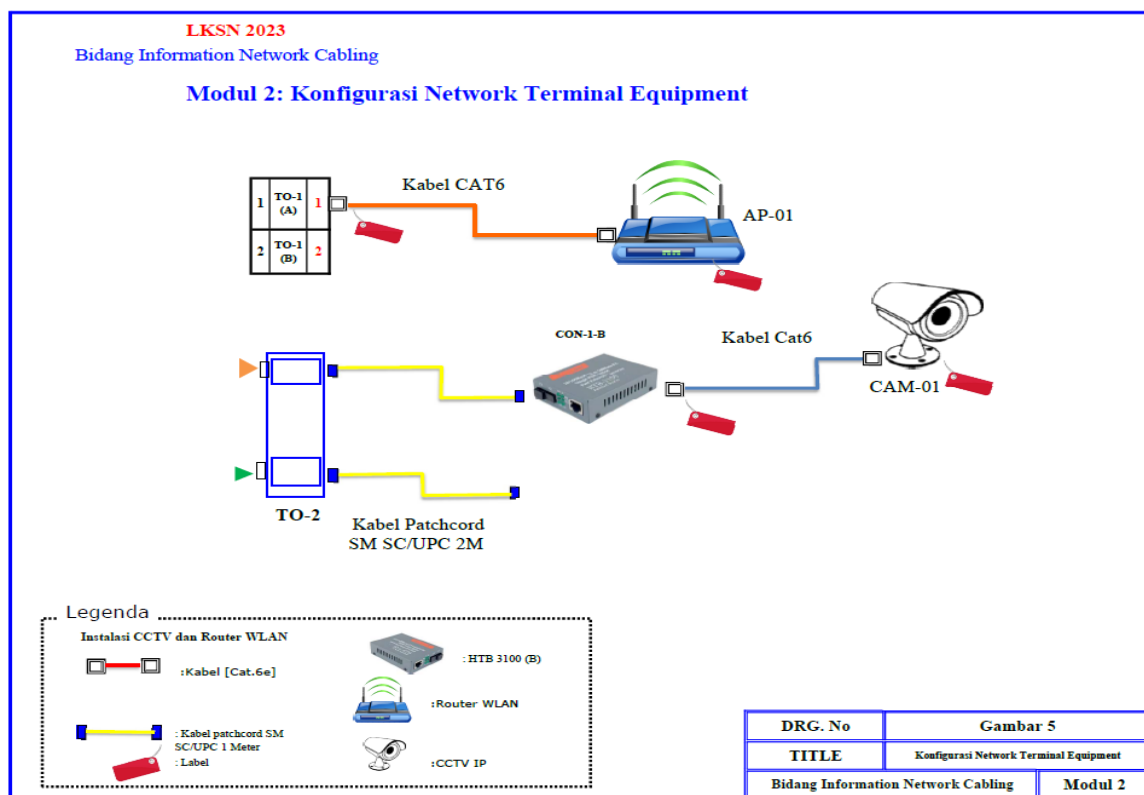 LKSN 2023
Bidang Information Network Cabling
Modul 2: Konfigurasi Network Terminal Equipment
1 TO-1 (A) 1
2 TO-1 (B) 2
Kabel CAT6
AP-01
CON-1-B
Kabel Cat6
CAM-01
TO-2
Kabel Patchcord
SM SC/UPC 2M
Legenda
Instalasi CCTV dan Router WLAN
:Kabel [Cat.6e]
: Kabel patchcord SM
SC/UPC 1 Meter
: Label
: HTB 3100 (B)
:Router WLAN
:CCTV IP
DRG. No Gambar 5
TITLE Konfigurasi Network Terminal Equipment
Bidang Information Network Cabling Modul 2